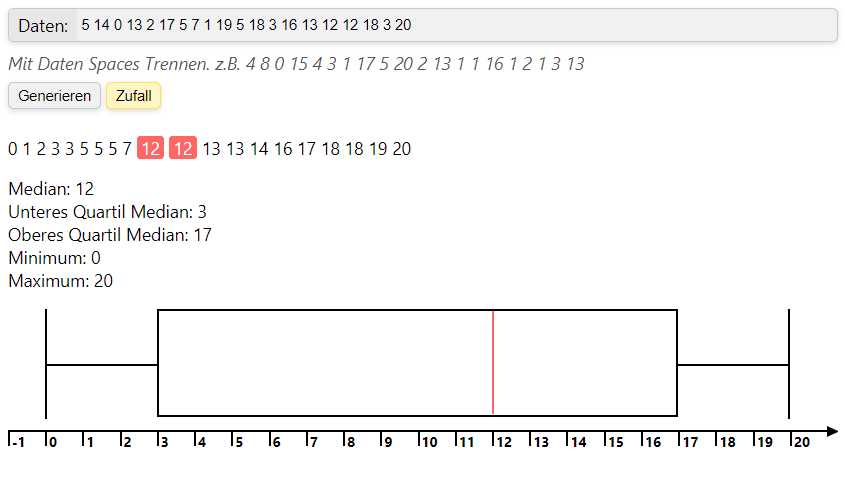 Daten: 5 14 0 13 2 17 5 7 1 19 5 18 3 16 13 12 12 18 3 20
Mit Daten Spaces Trennen. z.B. 4 8 0 15 4 3 1 17 5 20 2 13 1 1 16 1 2 1 3 13
Generieren Zufall
0 1 2 3 3 5 5 5 7 12 12 13 13 14 16 17 18 18 19 20
Median: 12
Unteres Quartil Median: 3
Oberes Quartil Median: 17
Minimum: 0
Maximum: 20
-1 0 1 2 3 4 5 6 7 8 9 10 11 12 13 14 15 16 17 18 19 20